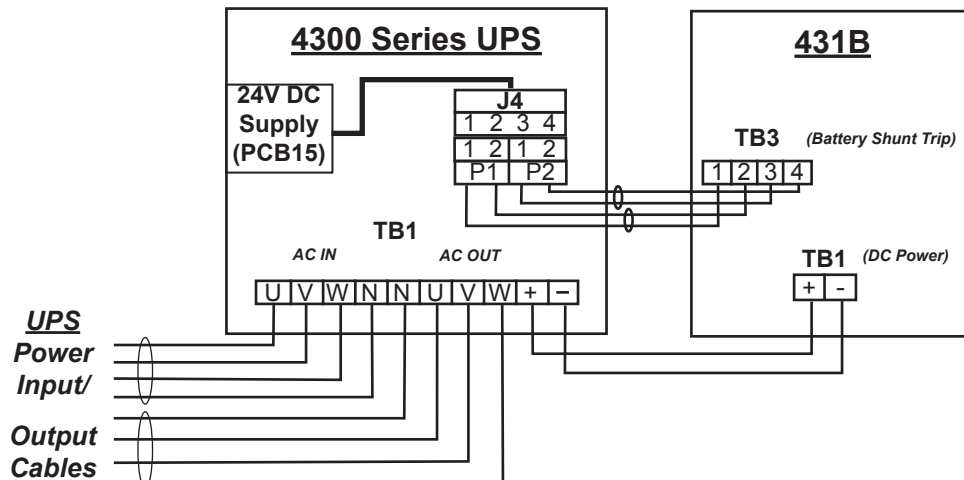 4300 Series UPS
431B
24V DC
Supply
(PCB15)
J4
1 2 3 4
1 2 1 2
P1 P2
TB3 (Battery Shunt Trip)
1 2 3 4
TB1
AC IN AC OUT
U V W N N U V W + −
TB1 (DC Power)
+ -
UPS
Power
Input/
Output
Cables